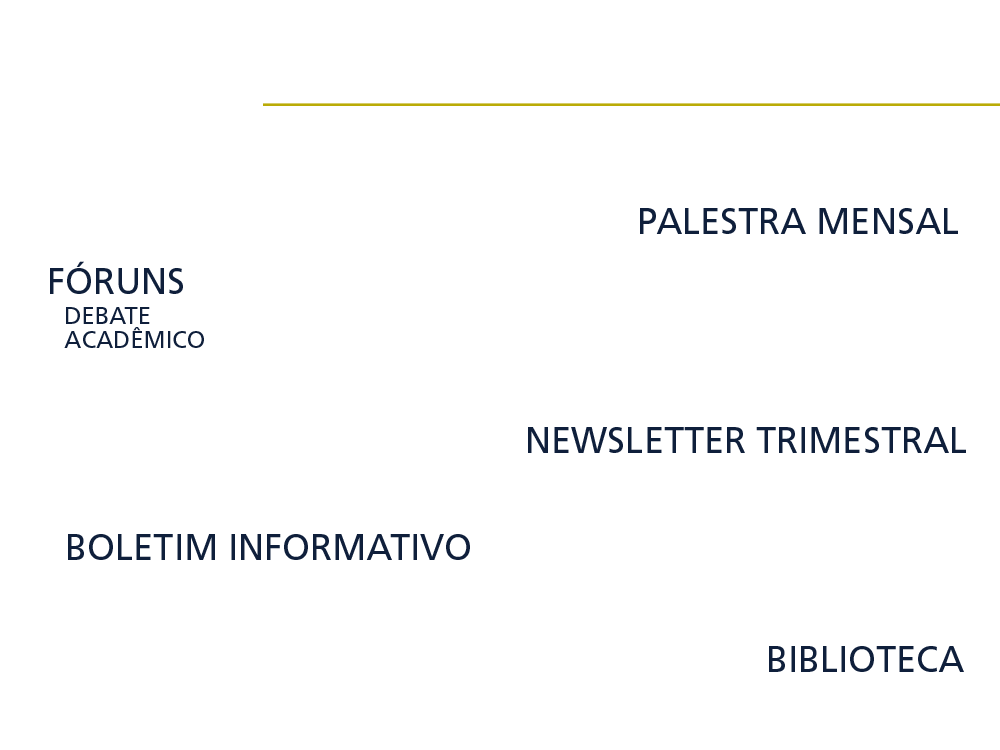 PALESTRA MENSAL
FÓRUNS
DEBATE
ACADÊMICO
NEWSLETTER TRIMESTRAL
BOLETIM INFORMATIVO
BIBLIOTECA